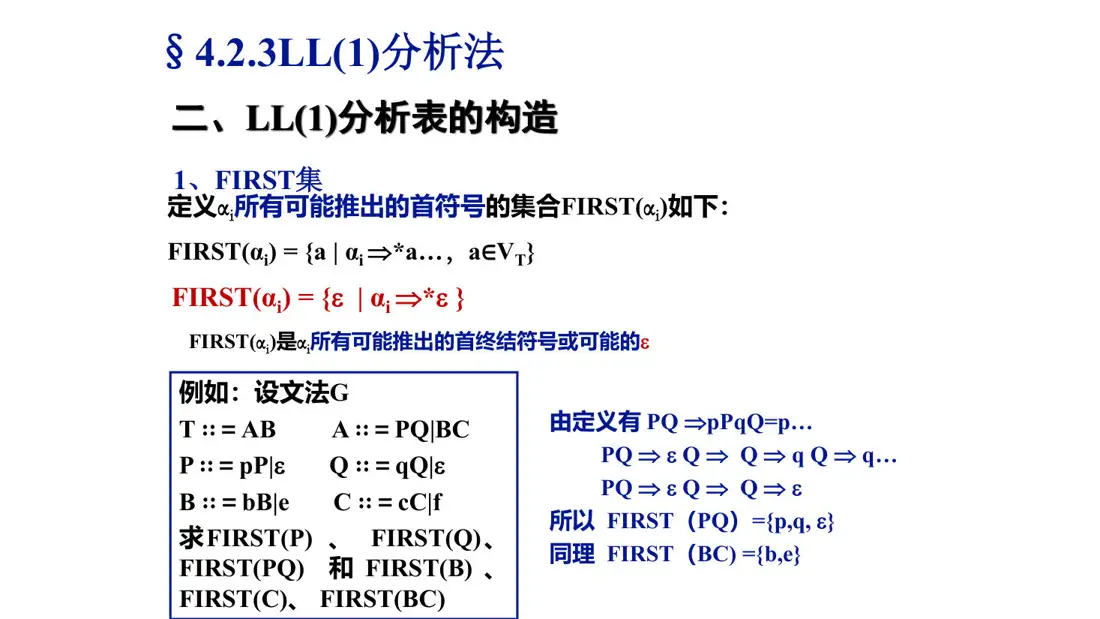 §4.2.3LL(1)分析法
二、LL(1)分析表的构造
1、FIRST集
定义αi所有可能推出的首符号的集合FIRST(αi)如下：
FIRST(αi) = {a | αi ⇒*a…，a∈VT}
FIRST(αi) = {ε | αi ⇒*ε }
FIRST(αi)是αi所有可能推出的首终结符号或可能的ε
例如：设文法G
T ∷= AB A ∷= PQ|BC
P ∷= pP|ε Q ∷= qQ|ε
B ∷= bB|e C ∷= cC|f
求FIRST(P) 、 FIRST(Q)、
FIRST(PQ) 和 FIRST(B) 、
FIRST(C)、 FIRST(BC)
由定义有 PQ ⇒pPqQ=p…
PQ ⇒ ε Q ⇒ Q ⇒ q Q ⇒ q…
PQ ⇒ ε Q ⇒ Q ⇒ ε
所以 FIRST（PQ）={p,q, ε}
同理 FIRST（BC) ={b,e}